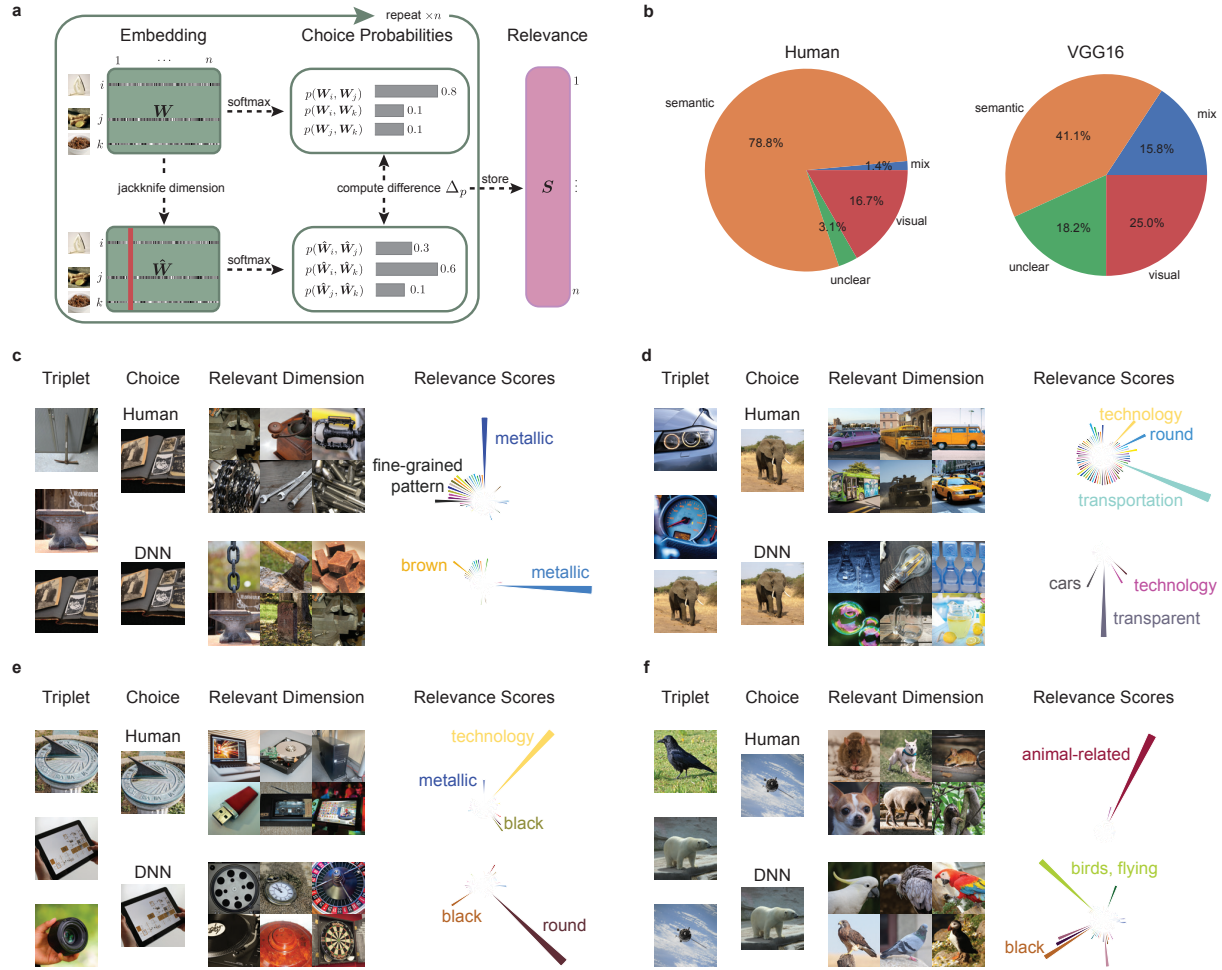 a
repeat ×n
Embedding
Choice Probabilities
Relevance
1 ⋯ n
i
j
k
W
softmax
p(W_i, W_j) 0.8
p(W_i, W_k) 0.1
p(W_j, W_k) 0.1
jackknife dimension
compute difference Δ_p
store
1
S
⋮
n
i
j
k
Ŵ
softmax
p(Ŵ_i, Ŵ_j) 0.3
p(Ŵ_i, Ŵ_k) 0.6
p(Ŵ_j, Ŵ_k) 0.1
b
Human
semantic
78.8%
mix
1.4%
16.7%
visual
3.1%
unclear
VGG16
semantic
41.1%
mix
15.8%
18.2%
unclear
25.0%
visual
c
Triplet Choice Relevant Dimension Relevance Scores
Human
metallic
fine-grained
pattern
DNN
brown
metallic
d
Triplet Choice Relevant Dimension Relevance Scores
Human
technology
round
transportation
DNN
cars
technology
transparent
e
Triplet Choice Relevant Dimension Relevance Scores
Human
technology
metallic
black
DNN
black
round
f
Triplet Choice Relevant Dimension Relevance Scores
Human
animal-related
DNN
birds, flying
black